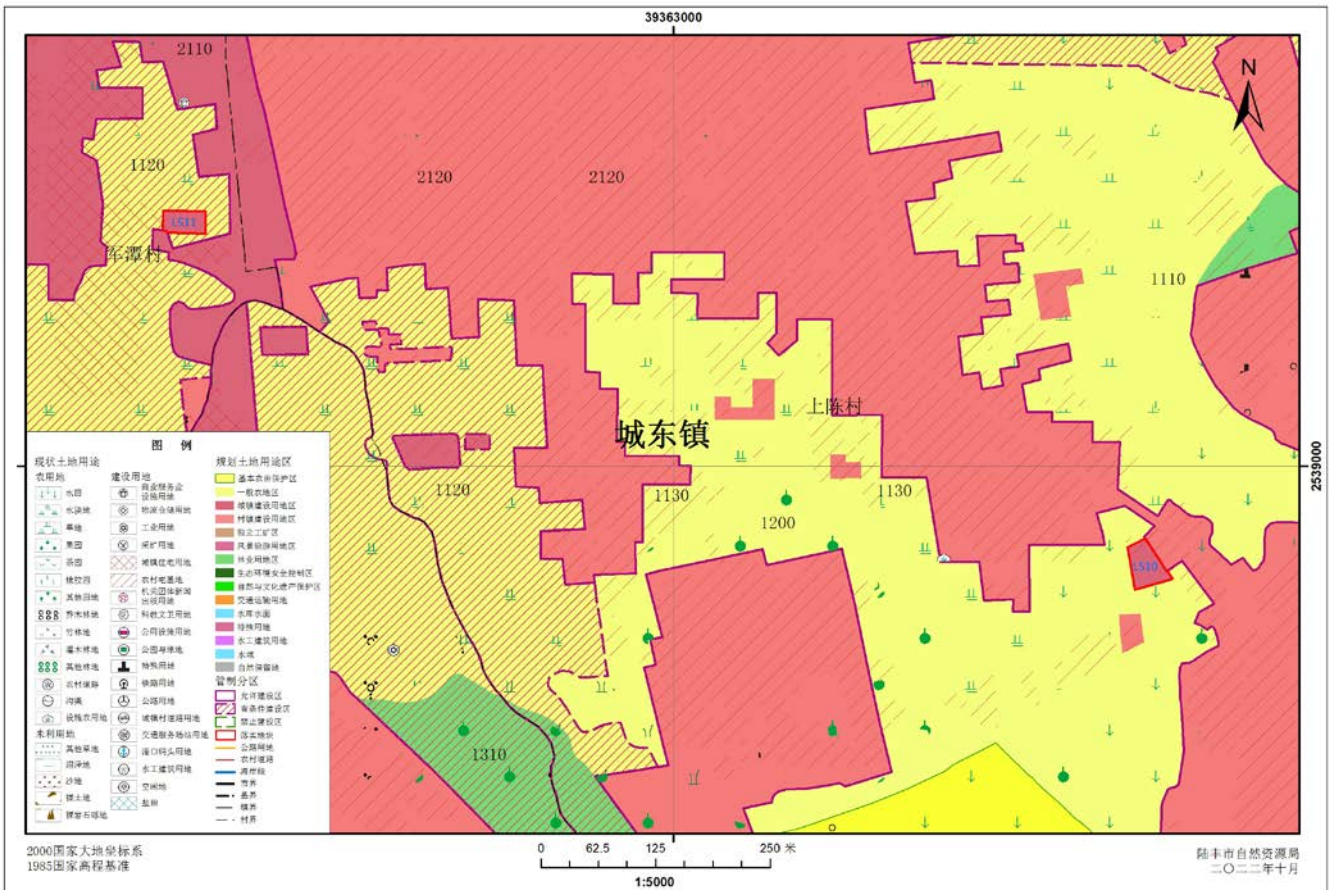 39363000
2110
N
1120
2120
2120
LS11
军潭村
1110
上陈村
城东镇
2539000
1120
1130
1130
1200
LS10
1310
图 例
现状土地用途
规划土地用途区
农用地
建设用地
水田
商业服务业
设施用地
基本农田保护区
水浇地
物流仓储用地
一般农地区
旱地
工业用地
城镇建设用地区
果园
采矿用地
村镇建设用地区
茶园
城镇住宅用地
独立工矿区
橡胶园
农村宅基地
风景旅游用地区
其他园地
机关团体新闻
出版用地
林业用地区
乔木林地
科教文卫用地
生态环境安全控制区
竹林地
公用设施用地
自然与文化遗产保护区
灌木林地
公园与绿地
交通运输用地
其他林地
特殊用地
水库水面
农村道路
铁路用地
特殊用地
沟渠
公路用地
水工建筑用地
设施农用地
城镇村道路用地
水域
未利用地
交通服务场站用地
自然保留地
其他草地
港口码头用地
管制分区
沼泽地
水工建筑用地
允许建设区
沙地
空闲地
有条件建设区
裸土地
盐田
禁止建设区
裸岩石砾地
落实地块
公路用地
农村道路
海岸线
市界
县界
镇界
村界
2000国家大地坐标系
1985国家高程基准
0 62.5 125 250 米
1:5000
陆丰市自然资源局
二〇二二年十月